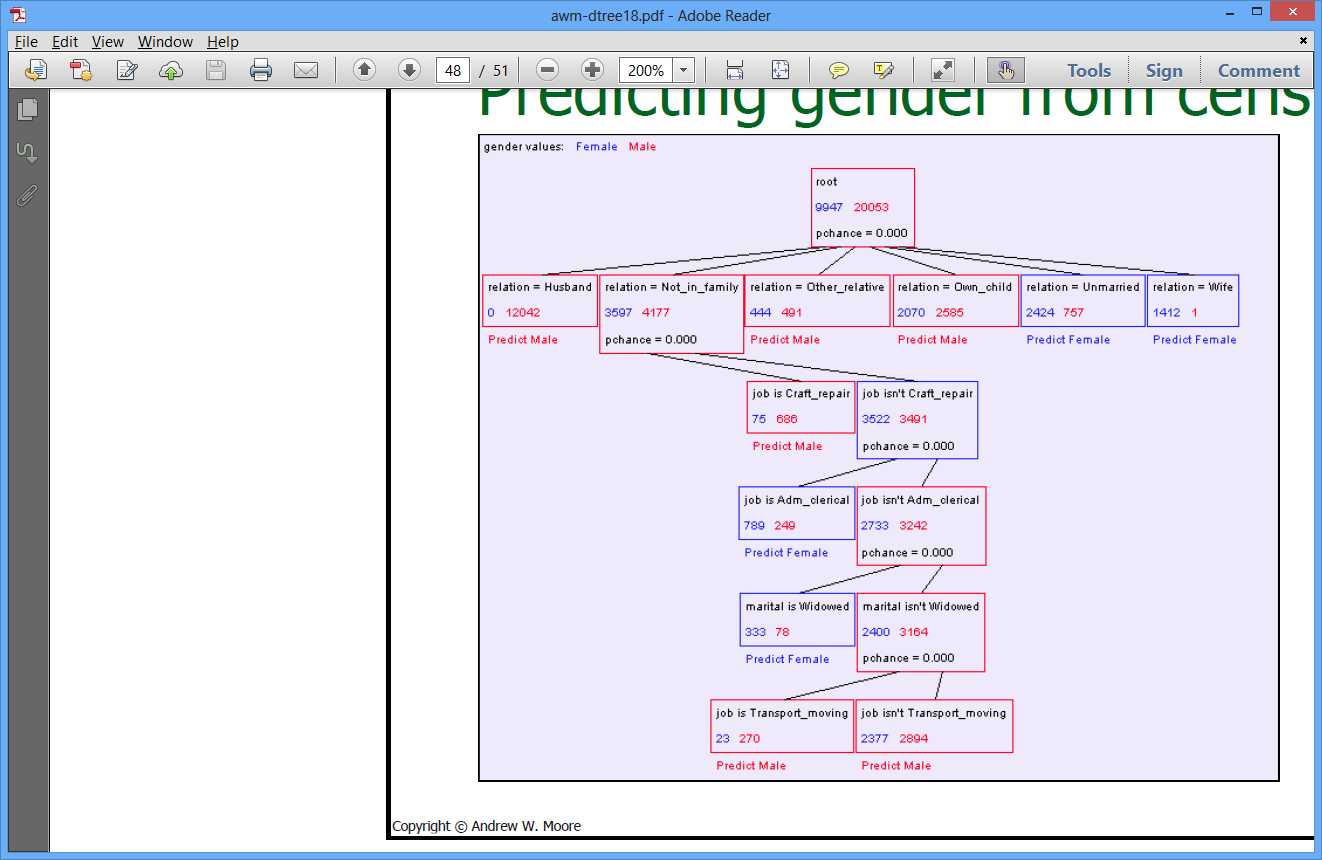 awm-dtree18.pdf - Adobe Reader
File Edit View Window Help
48 / 51 200% Tools Sign Comment
Predicting gender from cens
gender values: Female Male
root
9947 20053
pchance = 0.000
relation = Husband relation = Not_in_family relation = Other_relative relation = Own_child relation = Unmarried relation = Wife
0 12042 3597 4177 444 491 2070 2585 2424 757 1412 1
Predict Male pchance = 0.000 Predict Male Predict Male Predict Female Predict Female
job is Craft_repair job isn't Craft_repair
75 686 3522 3491
Predict Male pchance = 0.000
job is Adm_clerical job isn't Adm_clerical
789 249 2733 3242
Predict Female pchance = 0.000
marital is Widowed marital isn't Widowed
333 78 2400 3164
Predict Female pchance = 0.000
job is Transport_moving job isn't Transport_moving
23 270 2377 2894
Predict Male Predict Male
Copyright © Andrew W. Moore